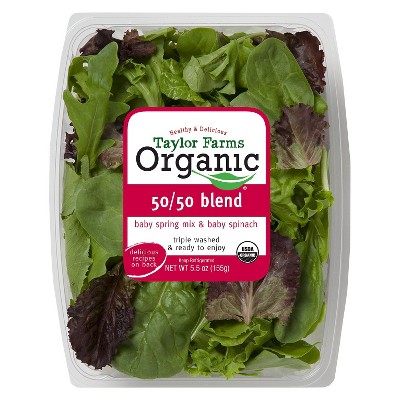 Healthy & Delicious
Taylor Farms
Organic
50/50 blend
baby spring mix & baby spinach
triple washed
& ready to enjoy
delicious
recipes
on back
USDA
ORGANIC
Keep Refrigerated
NET WT 5.5 oz (155g)